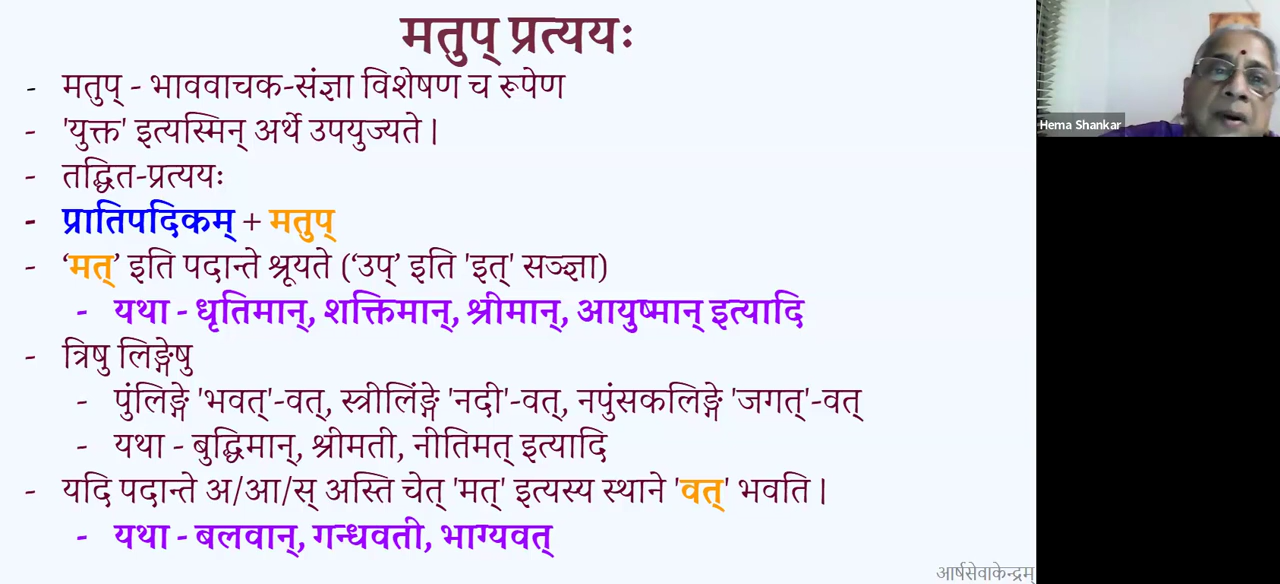 मतुप् प्रत्ययः
- मतुप् - भाववाचक-संज्ञा विशेषण च रूपेण
- 'युक्त' इत्यस्मिन् अर्थे उपयुज्यते।
- तद्धित-प्रत्ययः
- प्रातिपदिकम् + मतुप्
- ‘मत्’ इति पदान्ते श्रूयते (‘उप्’ इति 'इत्' सञ्ज्ञा)
- यथा - धृतिमान्, शक्तिमान्, श्रीमान्, आयुष्मान् इत्यादि
- त्रिषु लिङ्गेषु
- पुंलिङ्गे 'भवत्'-वत्, स्त्रीलिंङ्गे 'नदी'-वत्, नपुंसकलिङ्गे 'जगत्'-वत्
- यथा - बुद्धिमान्, श्रीमती, नीतिमत् इत्यादि
- यदि पदान्ते अ/आ/स् अस्ति चेत् 'मत्' इत्यस्य स्थाने 'वत्' भवति।
- यथा - बलवान्, गन्धवती, भाग्यवत्
आर्षसेवाकेन्द्रम्
Hema Shankar